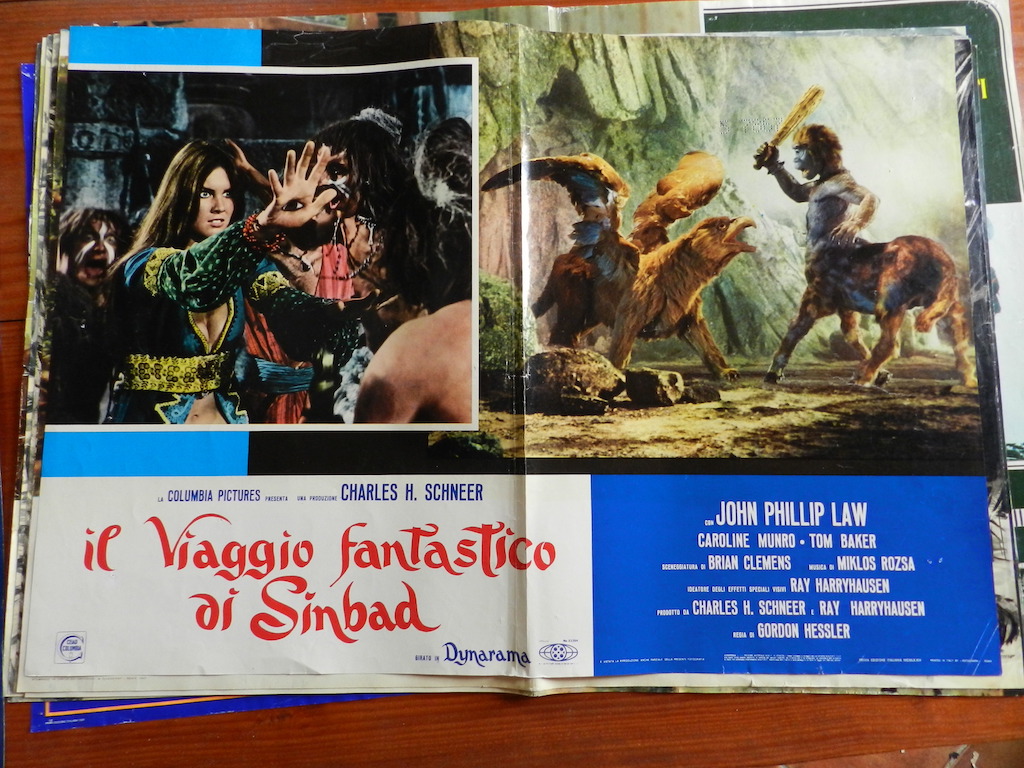 LA COLUMBIA PICTURES PRESENTA UNA PRODUZIONE CHARLES H. SCHNEER
il Viaggio fantastico
di Sinbad
GIRATO IN Dynarama
CEIAD
COLUMBIA
CON JOHN PHILLIP LAW
CAROLINE MUNRO • TOM BAKER
SCENEGGIATURA DI BRIAN CLEMENS MUSICA DI MIKLOS ROZSA
IDEATORE DEGLI EFFETTI SPECIALI VISIVI RAY HARRYHAUSEN
PRODOTTO DA CHARLES H. SCHNEER E RAY HARRYHAUSEN
REGIA DI GORDON HESSLER